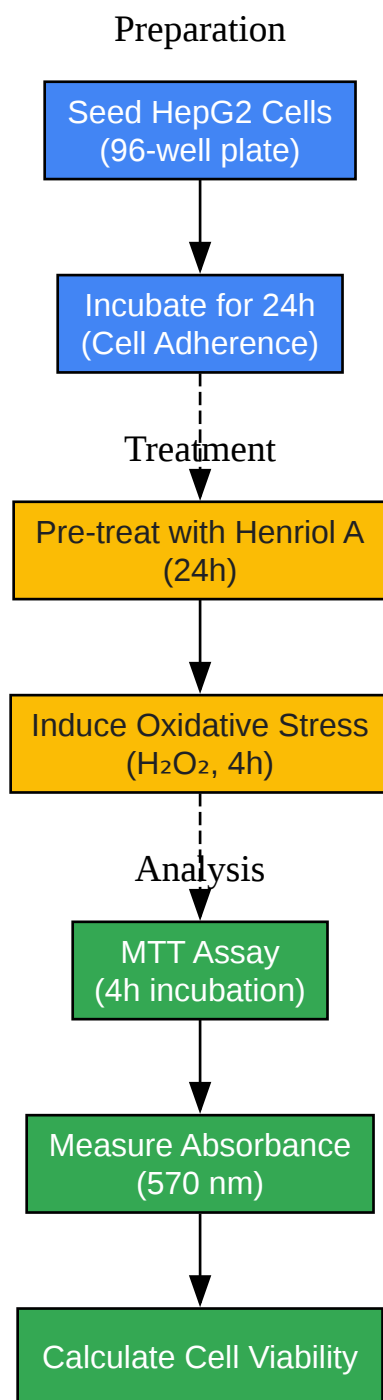 Preparation
Seed HepG2 Cells
(96-well plate)
Incubate for 24h
(Cell Adherence)
Treatment
Pre-treat with Henriol A
(24h)
Induce Oxidative Stress
(H₂O₂, 4h)
Analysis
MTT Assay
(4h incubation)
Measure Absorbance
(570 nm)
Calculate Cell Viability